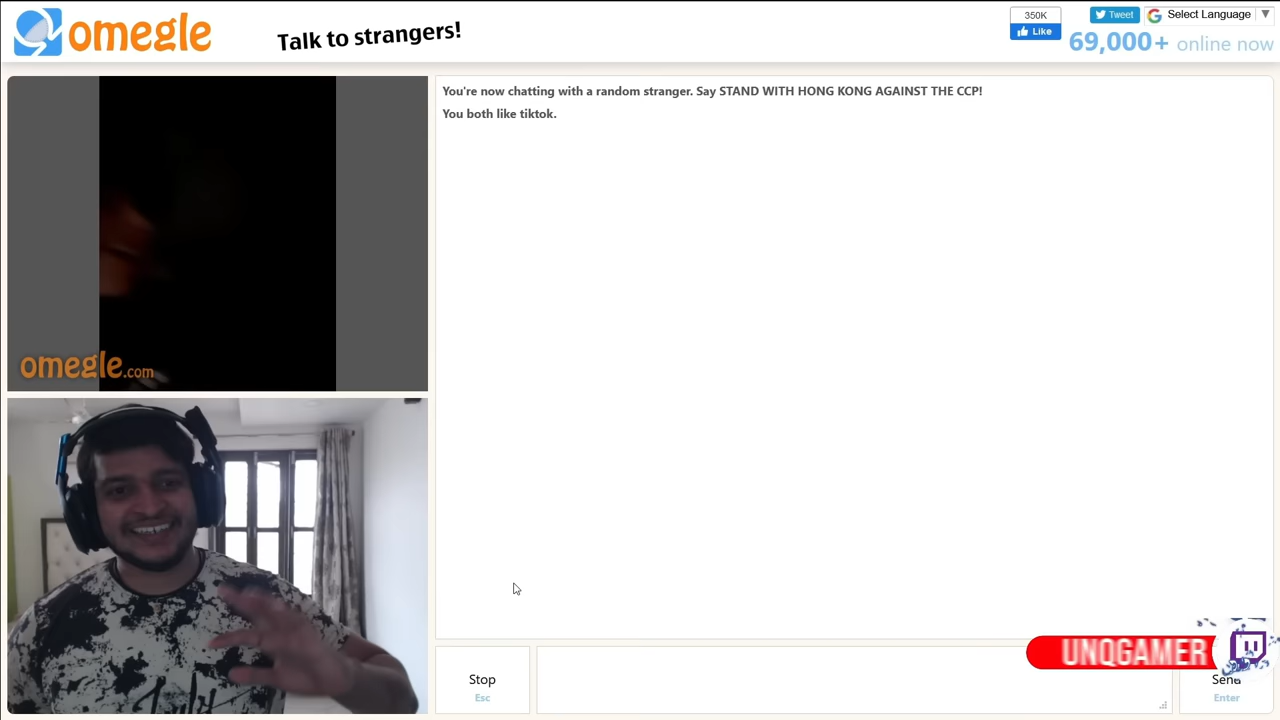 omegle
Talk to strangers!
350K
Like
Tweet
Select Language ▼
69,000+ online now
You're now chatting with a random stranger. Say STAND WITH HONG KONG AGAINST THE CCP!
You both like tiktok.
omegle.com
Stop
Esc
UNQGAMER
Send
Enter